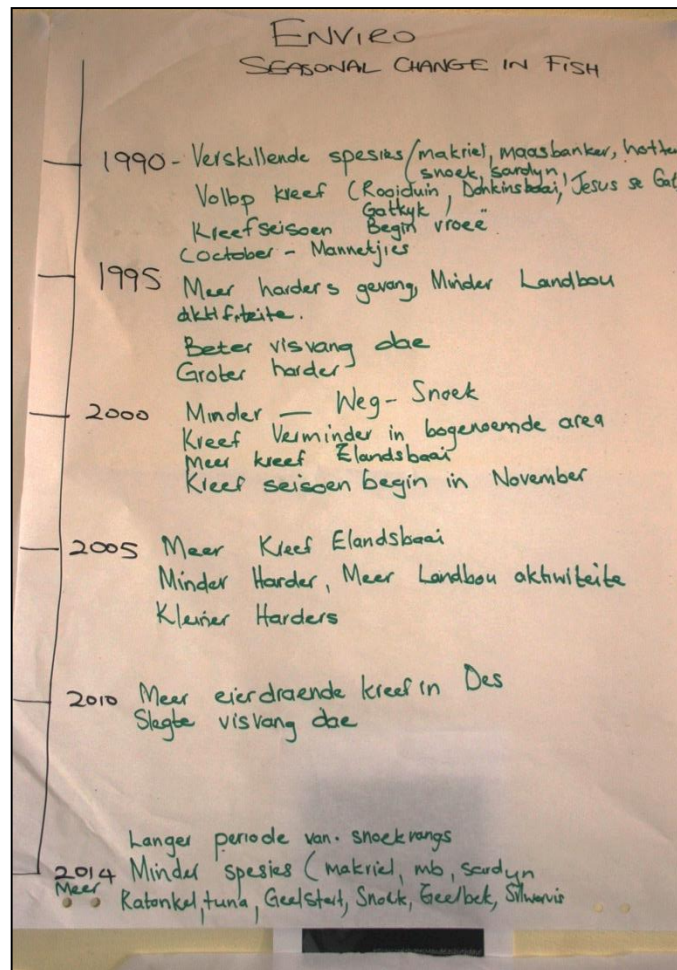 ENVIRO
SEASONAL CHANGE IN FISH
1990 - Verskillende spesies (makriel, maasbanker, hotte
(snoek, sardyn,
Volop kreef (Rooiduin, Donkinsbaai, Jesus se Gat
Gatkyk)
Kreefseisoen Begin vroeë
(October - Mannetjies
1995 Meer harders gevang, Minder Landbou
aktifiteite.
Beter visvang dae
Groter harder
2000 Minder — Weg - Snoek
Kreef Verminder in bogenoemde area
Meer kreef Elandsbaai
Kreef seisoen begin in November
2005 Meer Kreef Elandsbaai
Minder Harder, Meer Landbou aktiwiteite
Kleiner Harders
2010 Meer eierdraende kreef in Des
Slegte visvang dae
Langer periode van. snoekvangs
2014 Minder spesies (makriel, mb, sardyn
Meer Katonkel, tuna, Geelstert, Snoek, Geelbek, Silwervis